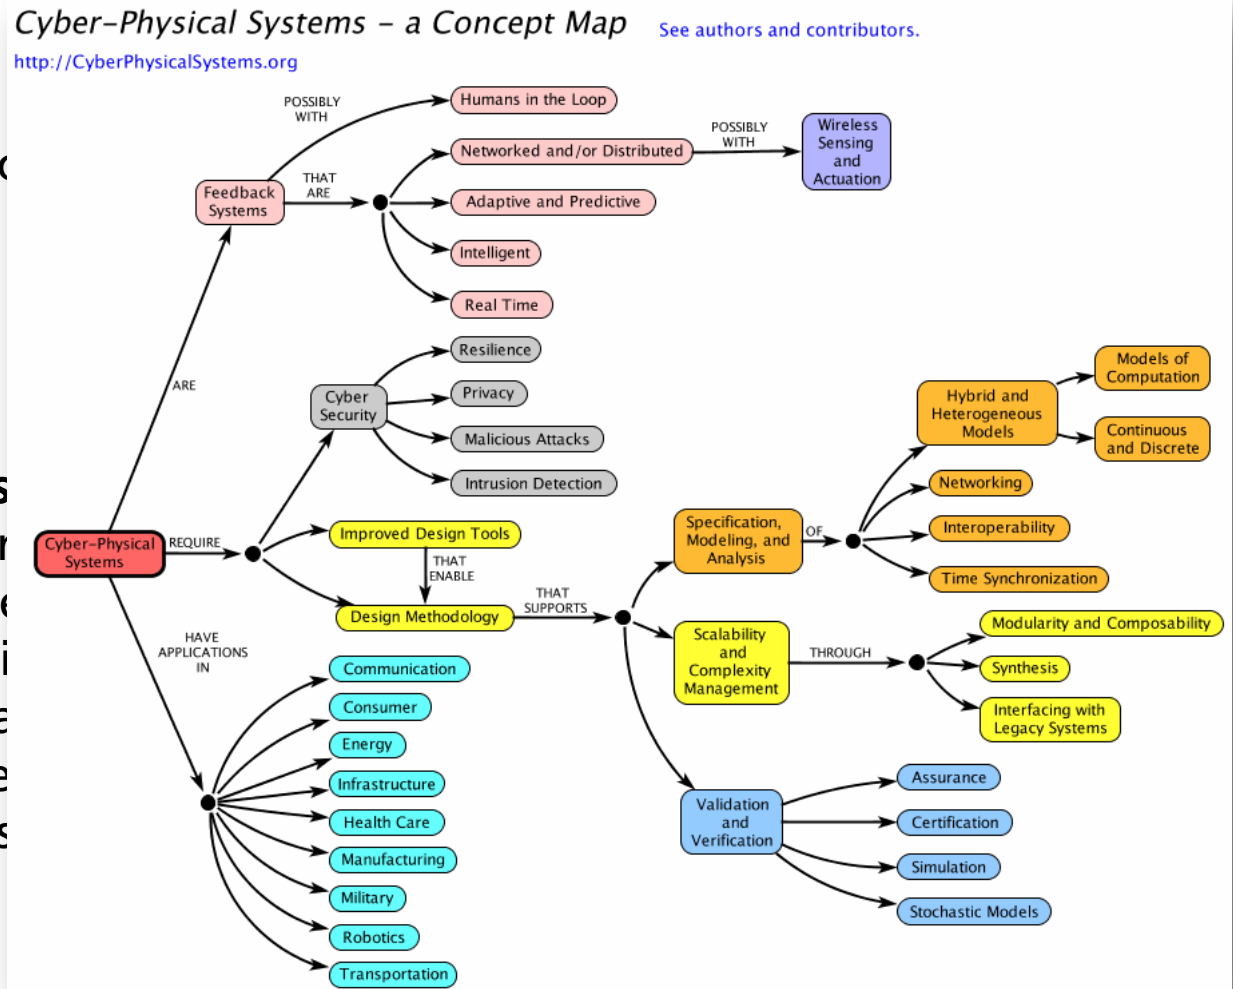 Cyber-Physical Systems – a Concept Map
See authors and contributors.
http://CyberPhysicalSystems.org
POSSIBLY
WITH
Humans in the Loop
Feedback
Systems
THAT
ARE
Networked and/or Distributed
POSSIBLY
WITH
Wireless
Sensing
and
Actuation
Adaptive and Predictive
Intelligent
Real Time
ARE
Cyber-Physical
Systems
REQUIRE
Cyber
Security
Resilience
Privacy
Malicious Attacks
Intrusion Detection
Improved Design Tools
THAT
ENABLE
Design Methodology
THAT
SUPPORTS
Specification,
Modeling, and
Analysis
OF
Hybrid and
Heterogeneous
Models
Models of
Computation
Continuous
and Discrete
Networking
Interoperability
Time Synchronization
Scalability
and
Complexity
Management
THROUGH
Modularity and Composability
Synthesis
Interfacing with
Legacy Systems
Validation
and
Verification
Assurance
Certification
Simulation
Stochastic Models
HAVE
APPLICATIONS
IN
Communication
Consumer
Energy
Infrastructure
Health Care
Manufacturing
Military
Robotics
Transportation